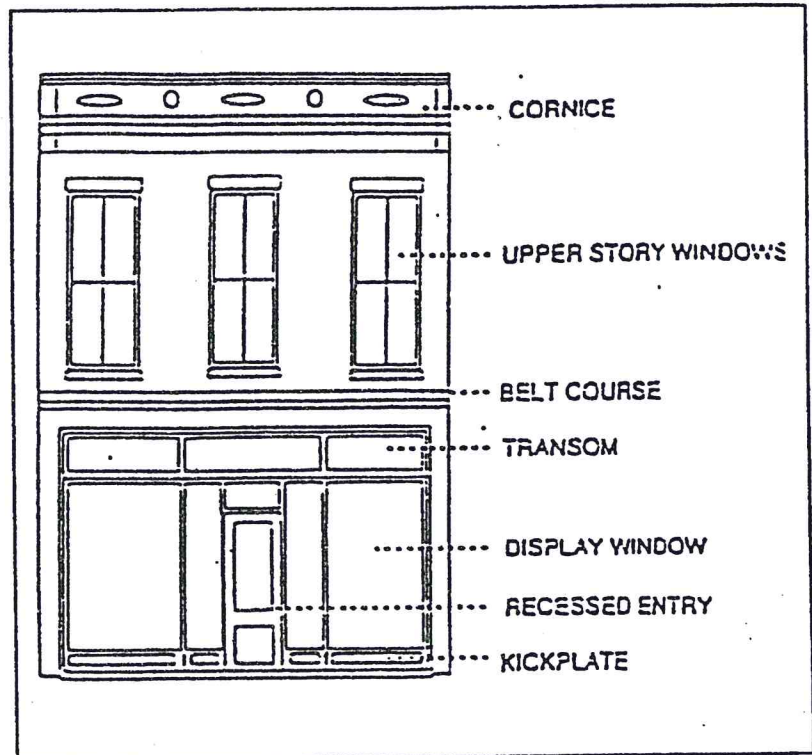 CORNICE
UPPER STORY WINDOWS
BELT COURSE
TRANSOM
DISPLAY WINDOW
RECESSED ENTRY
KICKPLATE